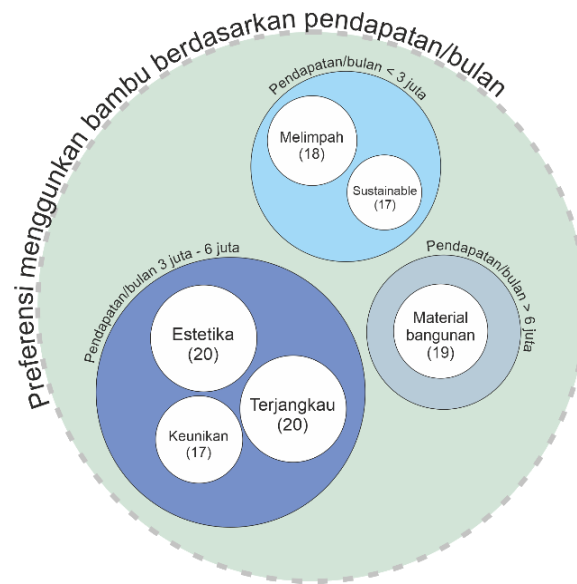 Preferensi menggunkan bambu berdasarkan pendapatan/bulan
Pendapatan/bulan < 3 juta
Melimpah
(18)
Sustainable
(17)
Pendapatan/bulan 3 juta - 6 juta
Estetika
(20)
Terjangkau
(20)
Keunikan
(17)
Pendapatan/bulan > 6 juta
Material
bangunan
(19)